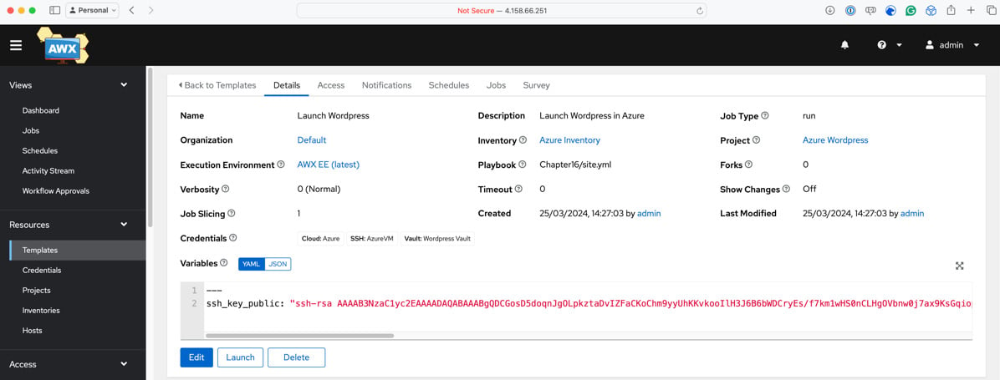 Personal
Not Secure — 4.158.66.251
AWX
admin
Views
Dashboard
Jobs
Schedules
Activity Stream
Workflow Approvals
Resources
Templates
Credentials
Projects
Inventories
Hosts
Access
Back to Templates Details Access Notifications Schedules Jobs Survey
Name Launch Wordpress Description Launch Wordpress in Azure Job Type run
Organization Default Inventory Azure Inventory Project Azure Wordpress
Execution Environment AWX EE (latest) Playbook Chapter16/site.yml Forks 0
Verbosity 0 (Normal) Timeout 0 Show Changes Off
Job Slicing 1 Created 25/03/2024, 14:27:03 by admin Last Modified 25/03/2024, 14:27:03 by admin
Credentials Cloud: Azure SSH: AzureVM Vault: Wordpress Vault
Variables YAML JSON
1 ---
2 ssh_key_public: "ssh-rsa
Edit Launch Delete